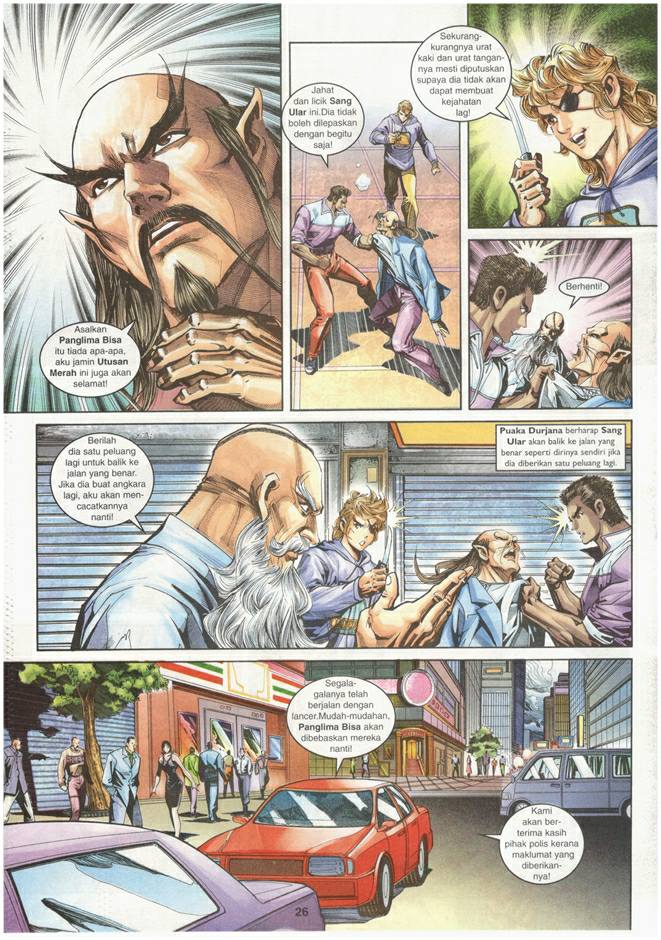 Asalkan
Panglima Bisa
itu tiada apa-apa,
aku jamin Utusan
Merah ini juga akan
selamat!
Jahat
dan licik Sang
Ular ini.Dia tidak
boleh dilepaskan
dengan begitu
saja!
Sekurang-
kurangnya urat
kaki dan urat tangan-
nya mesti diputuskan
supaya dia tidak akan
dapat membuat
kejahatan
lagi!
Berhenti!
Berilah
dia satu peluang
lagi untuk balik ke
jalan yang benar.
Jika dia buat angkara
lagi, aku akan men-
cacatkannya
nanti!
Puaka Durjana berharap Sang
Ular akan balik ke jalan yang
benar seperti dirinya sendiri jika
dia diberikan satu peluang lagi.
Segala-
galanya telah
berjalan dengan
lancer.Mudah-mudahan,
Panglima Bisa akan
dibebaskan mereka
nanti!
Kami
akan ber-
terima kasih
pihak polis kerana
maklumat yang
diberikan-
nya!
26